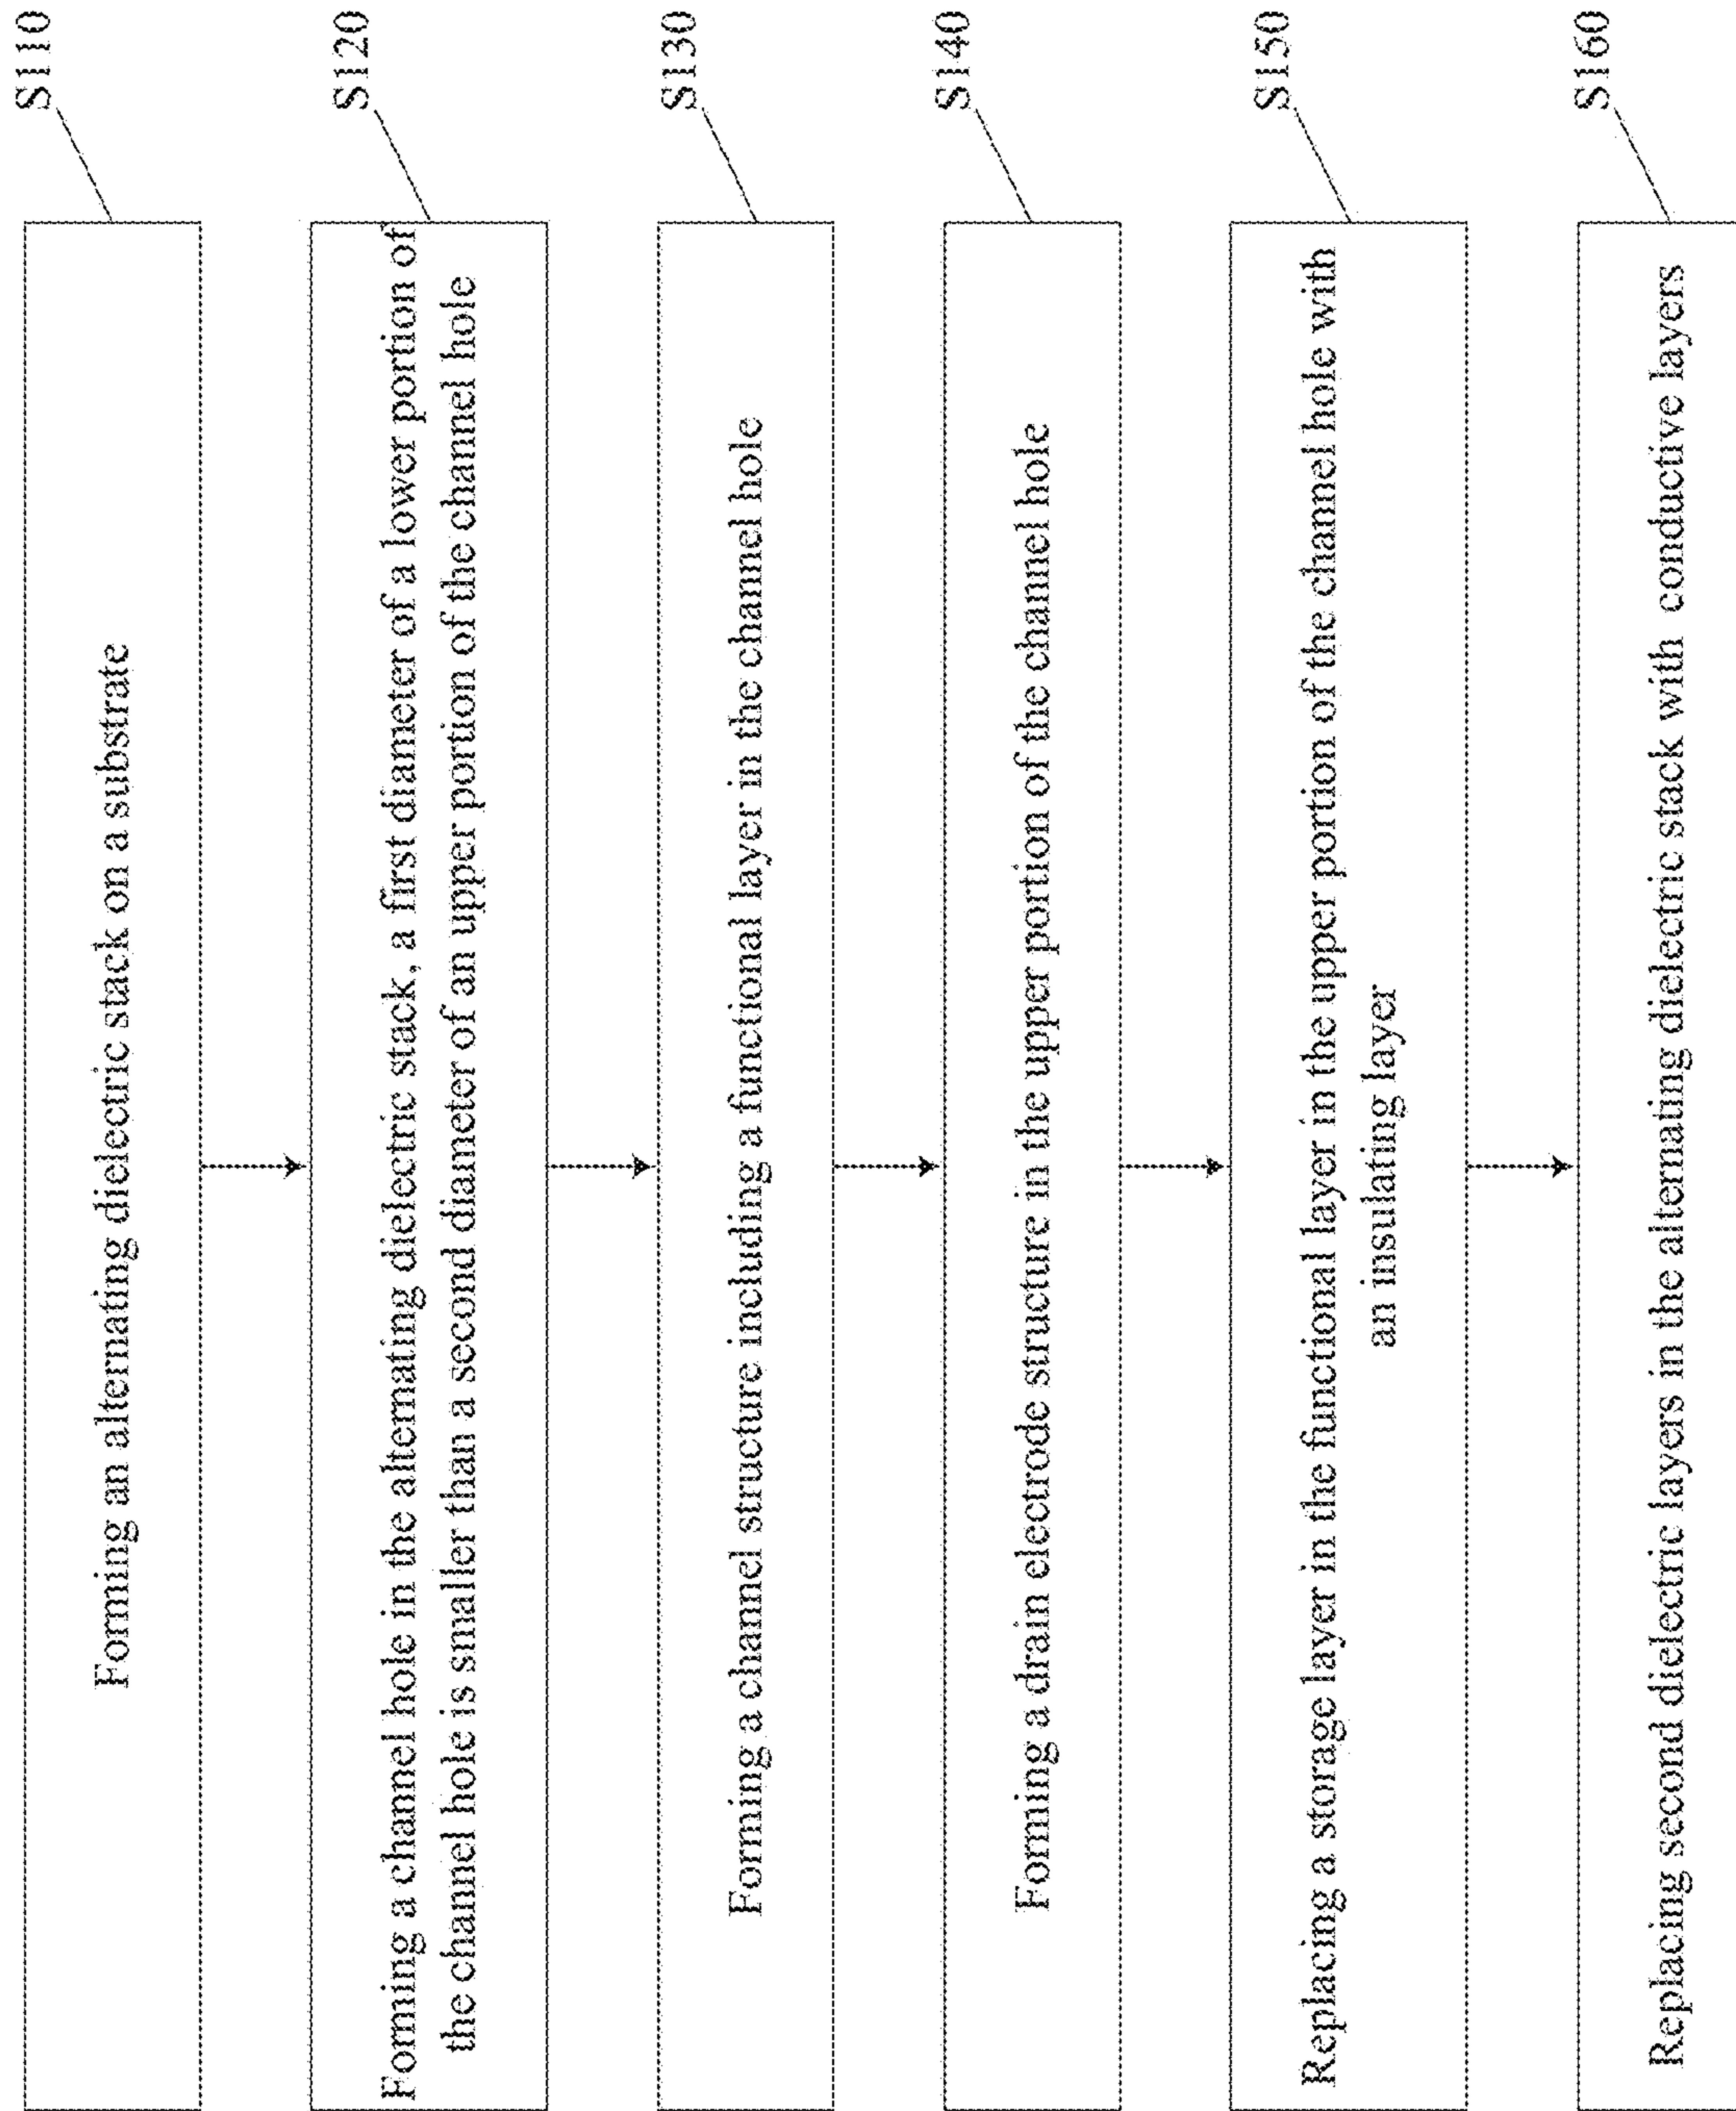 Forming an alternating dielectric stack on a substrate
S110
Forming a channel hole in the alternating dielectric stack, a first diameter of a lower portion of
the channel hole is smaller than a second diameter of an upper portion of the channel hole
S120
Forming a channel structure including a functional layer in the channel hole
S130
Forming a drain electrode structure in the upper portion of the channel hole
S140
Replacing a storage layer in the functional layer in the upper portion of the channel hole with
an insulating layer
S150
Replacing second dielectric layers in the alternating dielectric stack with conductive layers
S160